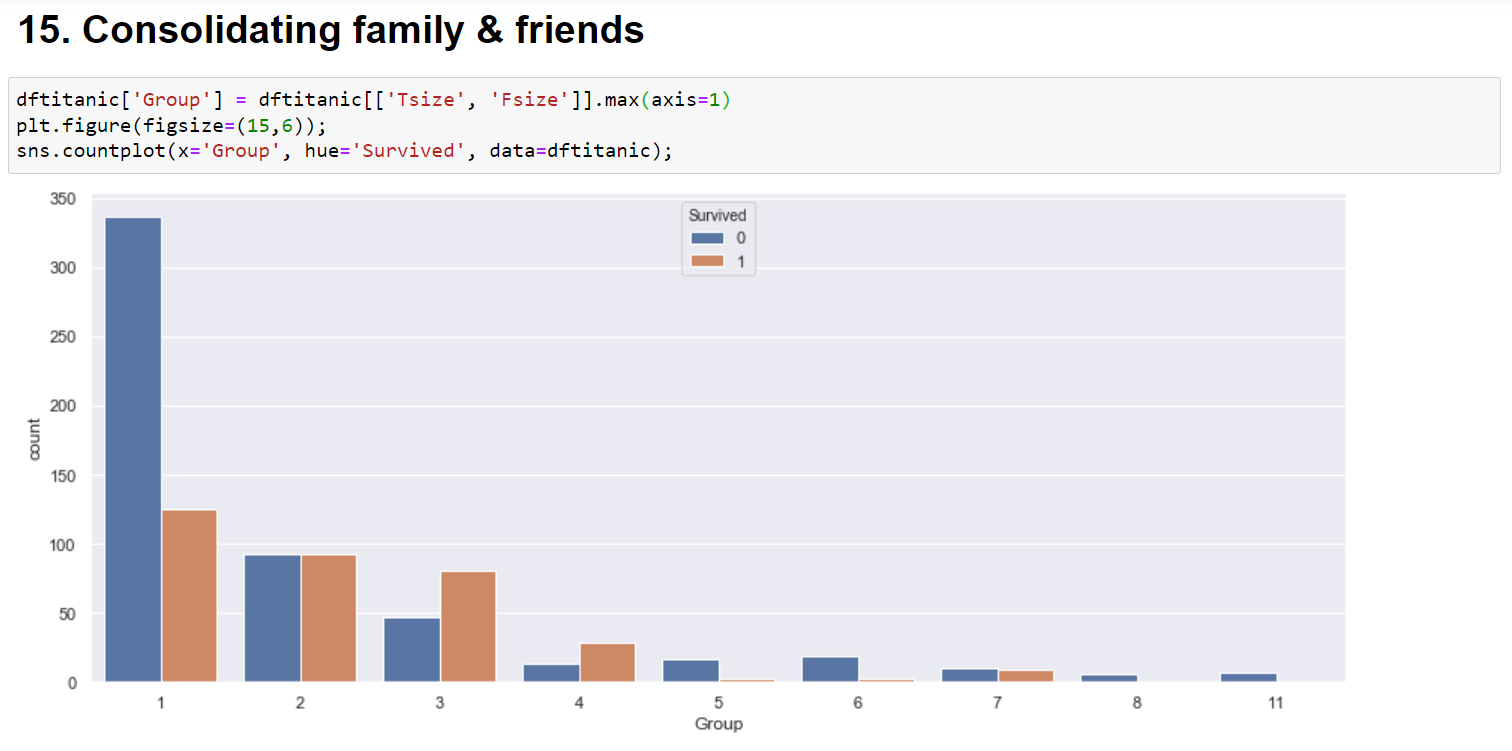 15. Consolidating family & friends
dftitanic['Group'] = dftitanic[['Tsize', 'Fsize']].max(axis=1)
plt.figure(figsize=(15,6));
sns.countplot(x='Group', hue='Survived', data=dftitanic);
350
300
250
200
150
100
50
0
count
Survived
0
1
1 2 3 4 5 6 7 8 11
Group